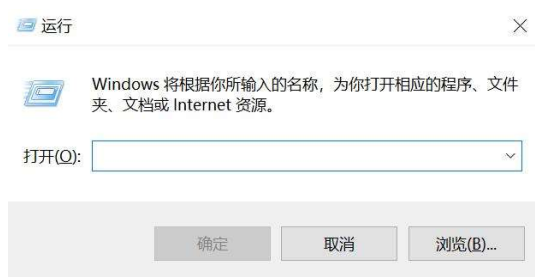 运行
Windows 将根据你所输入的名称，为你打开相应的程序、文件
夹、文档或 Internet 资源。
打开(O):
确定 取消 浏览(B)...